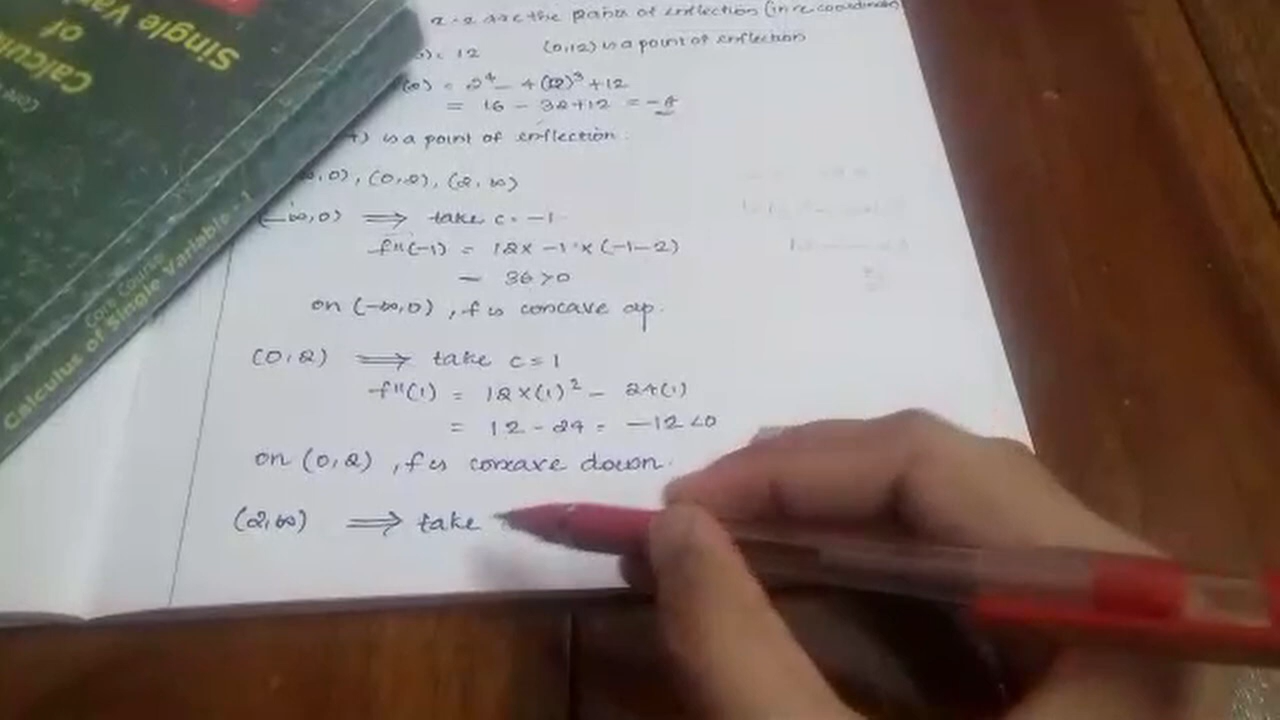 Calculus
of
Single Va
Core Course
Calculus of Single Variable - 1
are the points of inflection (in x coordinates)
= 12 (0,12) is a point of inflection
= 2⁴ - 4(2)³ + 12
= 16 - 32 + 12 = -4
) is a point of inflection.
,0), (0,2), (2,∞)
(-∞,0) ⟹ take c = -1
f''(-1) = 12 x -1 x (-1-2)
= 36 > 0
on (-∞,0), f is concave up.
(0,2) ⟹ take c = 1
f''(1) = 12 x (1)² - 24(1)
= 12 - 24 = -12 < 0
on (0,2), f is concave down.
(2,∞) ⟹ take